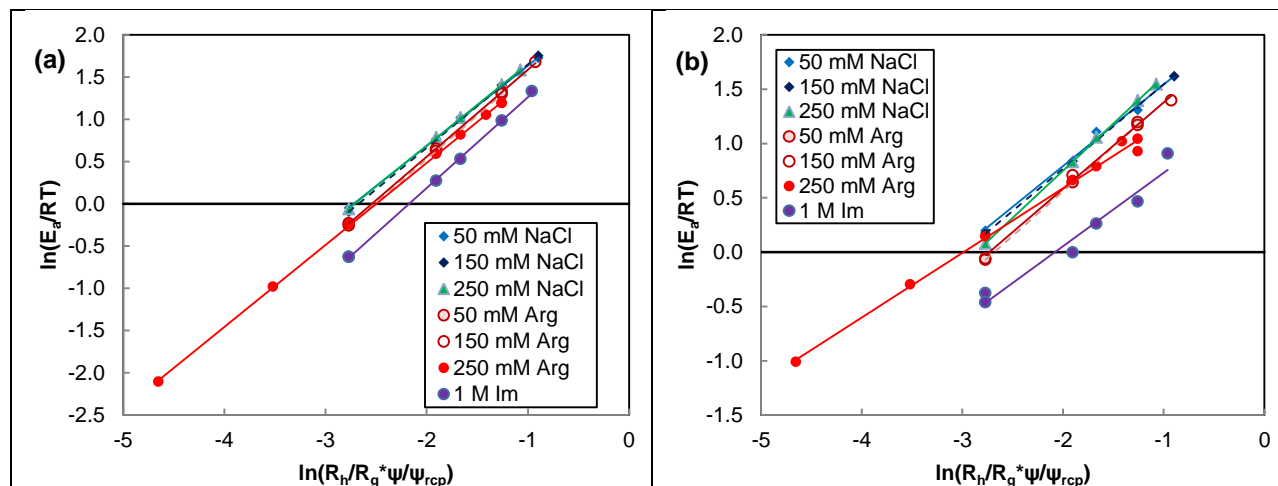 (a)
2.0
1.5
1.0
0.5
0.0
-0.5
-1.0
-1.5
-2.0
-2.5
ln(Eₐ/RT)
50 mM NaCl
150 mM NaCl
250 mM NaCl
50 mM Arg
150 mM Arg
250 mM Arg
1 M Im
-5 -4 -3 -2 -1 0
ln(Rₕ/R_g*ψ/ψ_rcp)
(b)
2.0
1.5
1.0
0.5
0.0
-0.5
-1.0
-1.5
ln(Eₐ/RT)
50 mM NaCl
150 mM NaCl
250 mM NaCl
50 mM Arg
150 mM Arg
250 mM Arg
1 M Im
-5 -4 -3 -2 -1 0
ln(Rₕ/R_g*ψ/ψ_rcp)